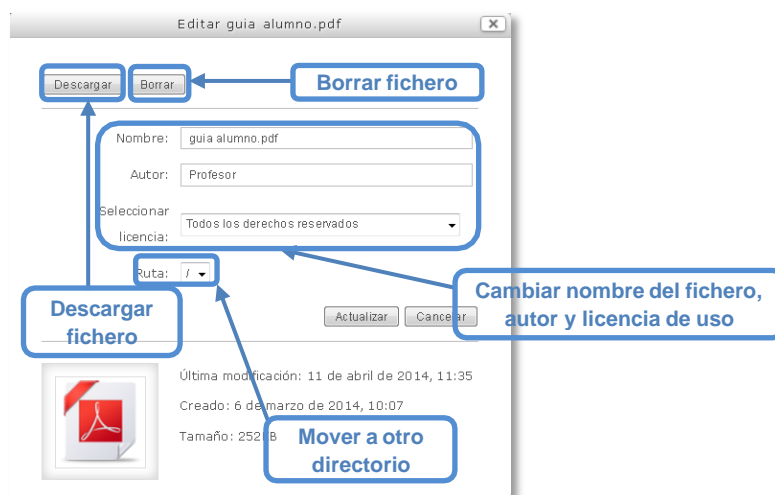 Editar guia alumno.pdf
Descargar
Borrar
Borrar fichero
Nombre: guia alumno.pdf
Autor: Profesor
Seleccionar
licencia: Todos los derechos reservados
Ruta: /
Descargar
fichero
Cambiar nombre del fichero,
autor y licencia de uso
Actualizar
Cancelar
Última modificación: 11 de abril de 2014, 11:35
Creado: 6 de marzo de 2014, 10:07
Tamaño:
Mover a otro
directorio